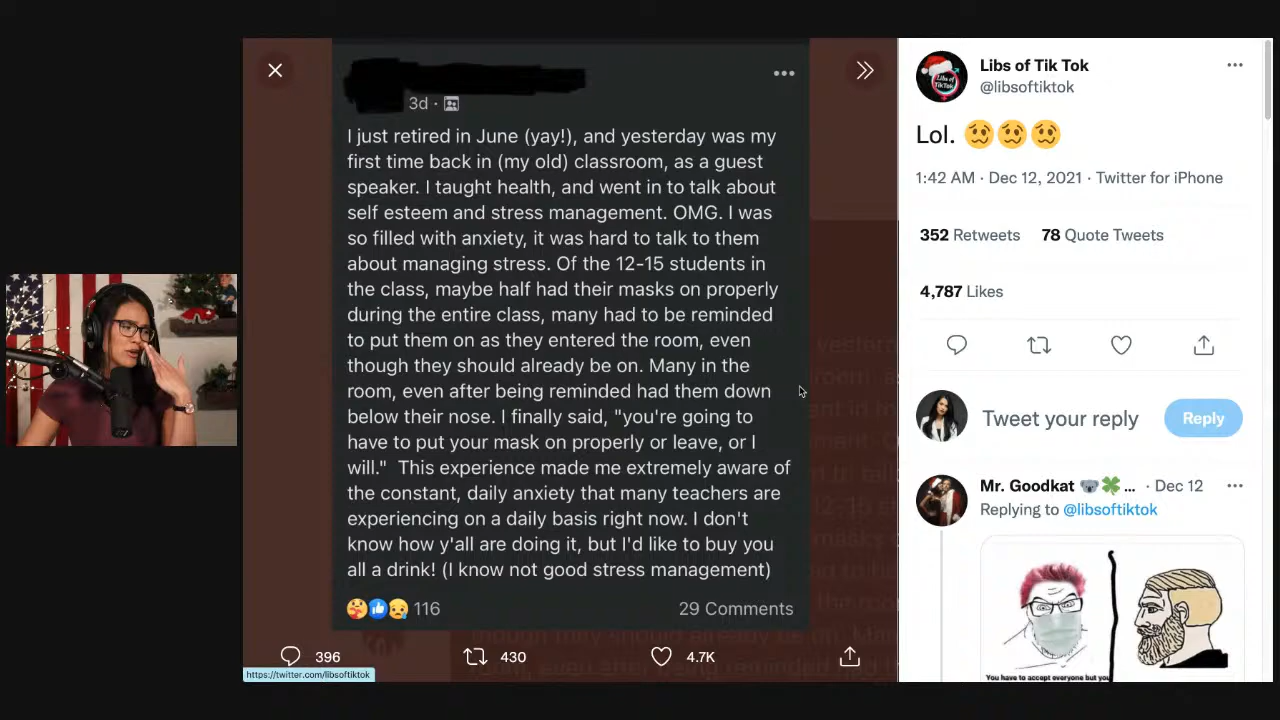 3d ·
I just retired in June (yay!), and yesterday was my
first time back in (my old) classroom, as a guest
speaker. I taught health, and went in to talk about
self esteem and stress management. OMG. I was
so filled with anxiety, it was hard to talk to them
about managing stress. Of the 12-15 students in
the class, maybe half had their masks on properly
during the entire class, many had to be reminded
to put them on as they entered the room, even
though they should already be on. Many in the
room, even after being reminded had them down
below their nose. I finally said, "you're going to
have to put your mask on properly or leave, or I
will."  This experience made me extremely aware of
the constant, daily anxiety that many teachers are
experiencing on a daily basis right now. I don't
know how y'all are doing it, but I'd like to buy you
all a drink! (I know not good stress management)
116
29 Comments
396
430
4.7K
https://twitter.com/libsoftiktok
Libs of Tik Tok
@libsoftiktok
Lol. 🥴🥴🥴
1:42 AM · Dec 12, 2021 · Twitter for iPhone
352 Retweets 78 Quote Tweets
4,787 Likes
Tweet your reply
Reply
Mr. Goodkat 🐨🍀... · Dec 12
Replying to @libsoftiktok
You have to accept everyone but you